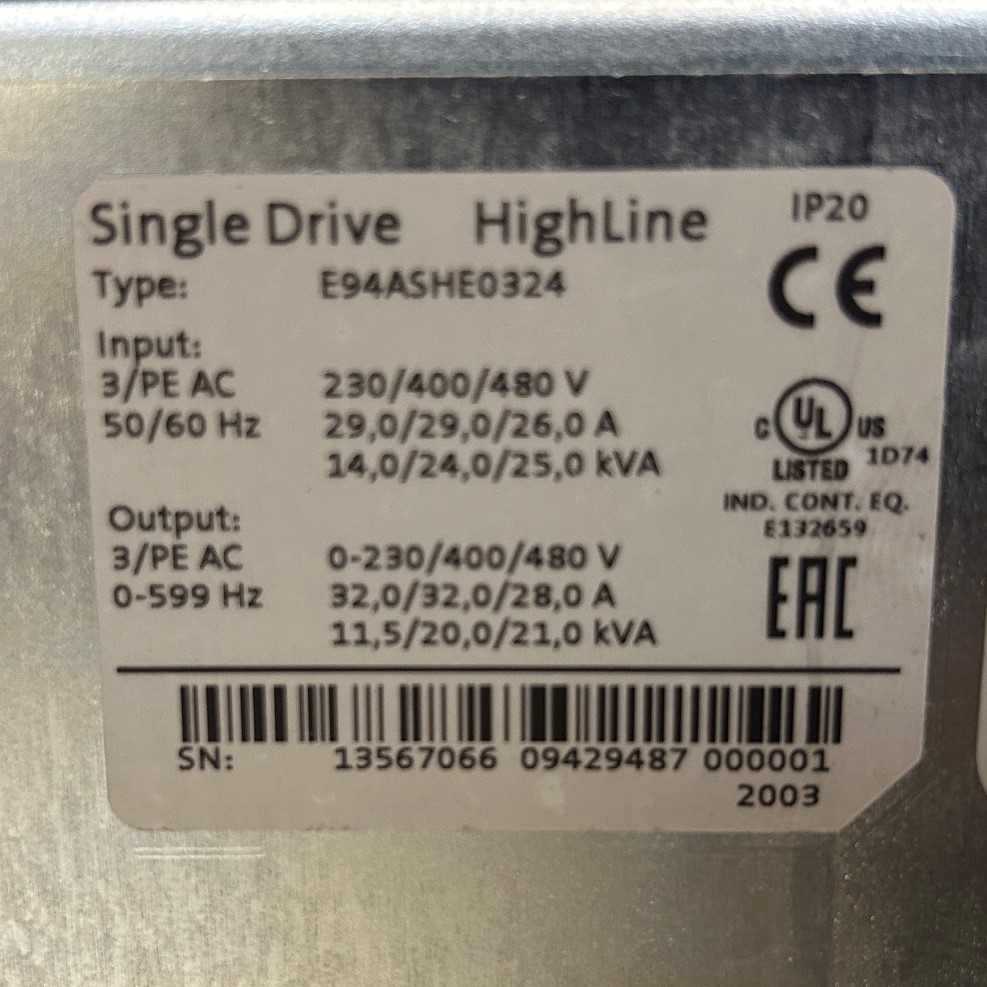 Single Drive HighLine IP20
Type: E94ASHE0324
CE
Input:
3/PE AC 230/400/480 V
50/60 Hz 29,0/29,0/26,0 A
14,0/24,0/25,0 kVA
C UL US
LISTED 1D74
IND. CONT. EQ.
E132659
Output:
3/PE AC 0-230/400/480 V
0-599 Hz 32,0/32,0/28,0 A
11,5/20,0/21,0 kVA
EAC
SN: 13567066 09429487 000001
2003